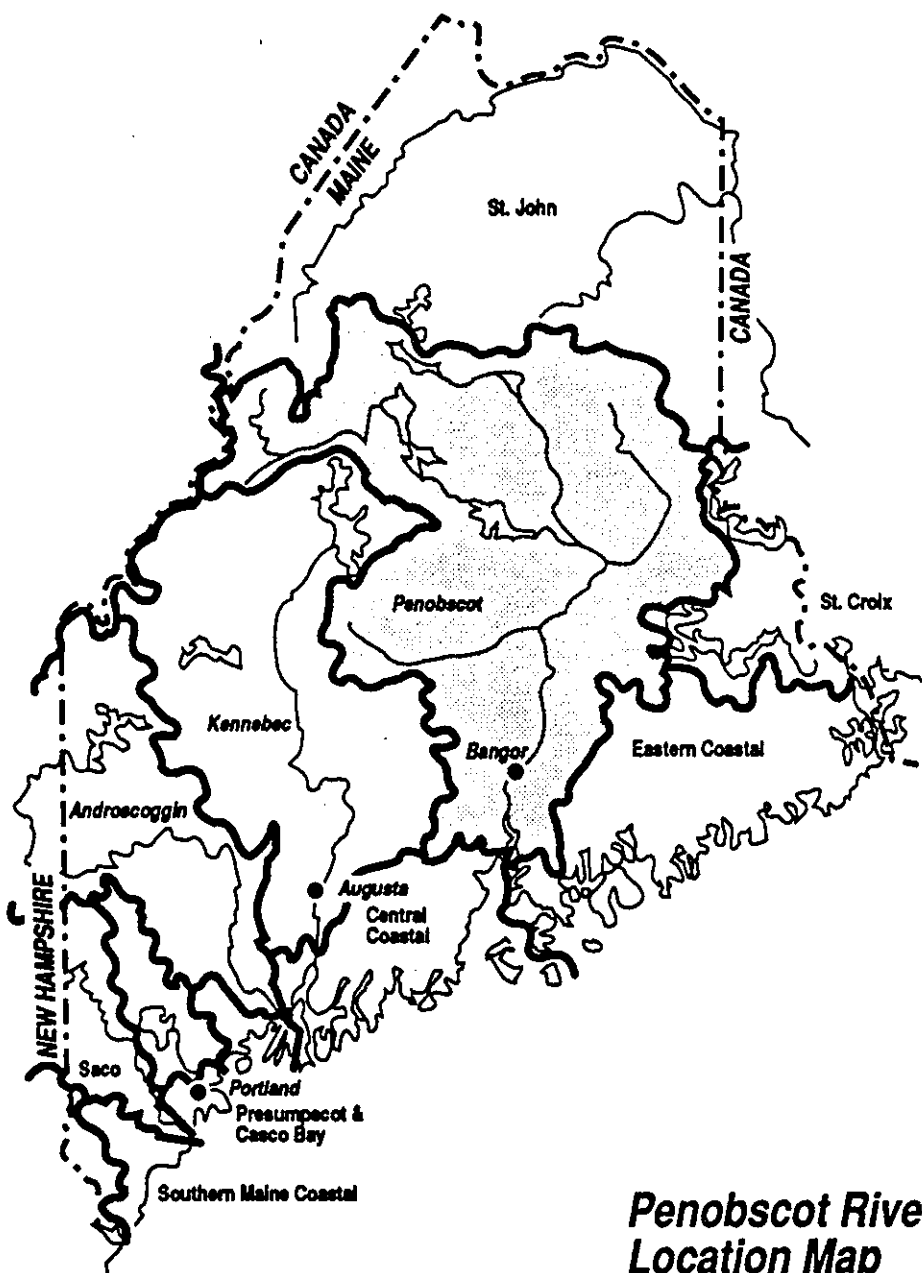 CANADA
MAINE
St. John
CANADA
Penobscot
St. Croix
Kennebec
Bangor
Eastern Coastal
Androscoggin
Augusta
Central
Coastal
NEW HAMPSHIRE
Saco
Portland
Presumpscot &
Casco Bay
Southern Maine Coastal
Penobscot Rive
Location Map